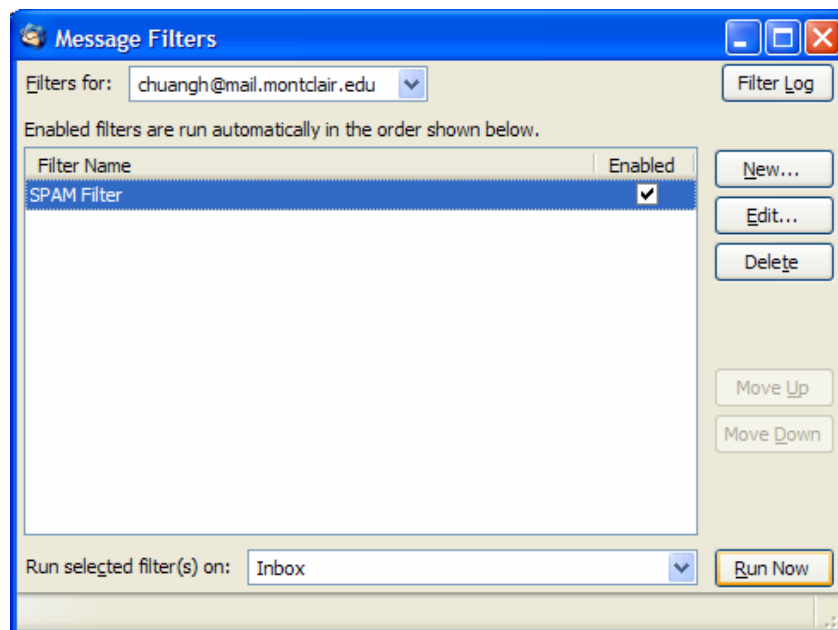 Message Filters
Filters for: chuangh@mail.montclair.edu Filter Log
Enabled filters are run automatically in the order shown below.
Filter Name Enabled
SPAM Filter
New...
Edit...
Delete
Move Up
Move Down
Run selected filter(s) on: Inbox Run Now